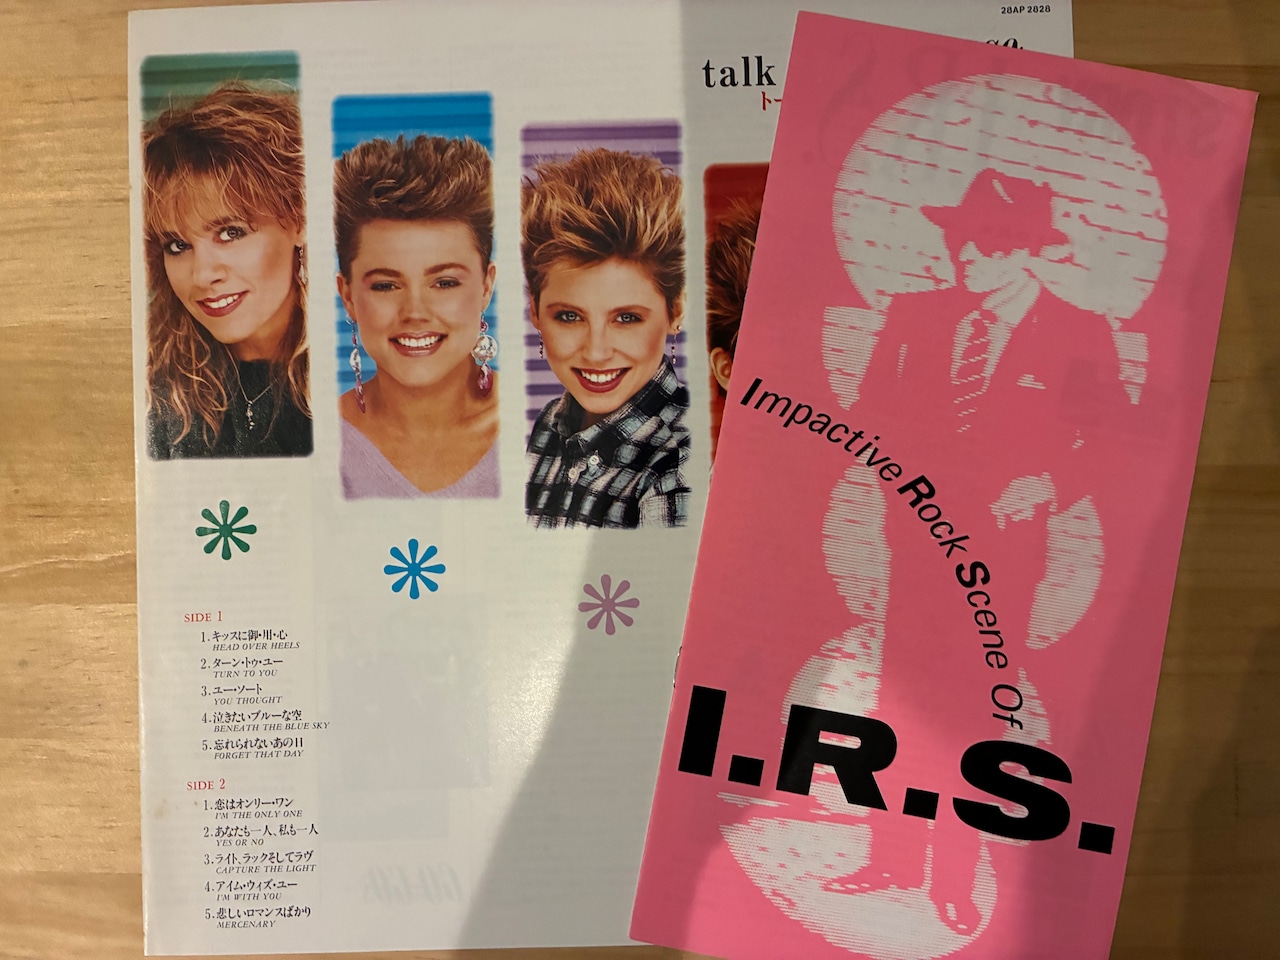 28AP 2828
talk
ト
SIDE 1
1.キッスに御・用・心
HEAD OVER HEELS
2.ターン・トゥ・ユー
TURN TO YOU
3.ユー・ソート
YOU THOUGHT
4.泣きたいブルーな空
BENEATH THE BLUE SKY
5.忘れられないあの日
FORGET THAT DAY
SIDE 2
1.恋はオンリー・ワン
I'M THE ONLY ONE
2.あなたも一人、私も一人
YES OR NO
3.ライト、ラックそしてラヴ
CAPTURE THE LIGHT
4.アイム・ウィズ・ユー
I'M WITH YOU
5.悲しいロマンスばかり
MERCENARY
Impactive Rock Scene Of
I.R.S.